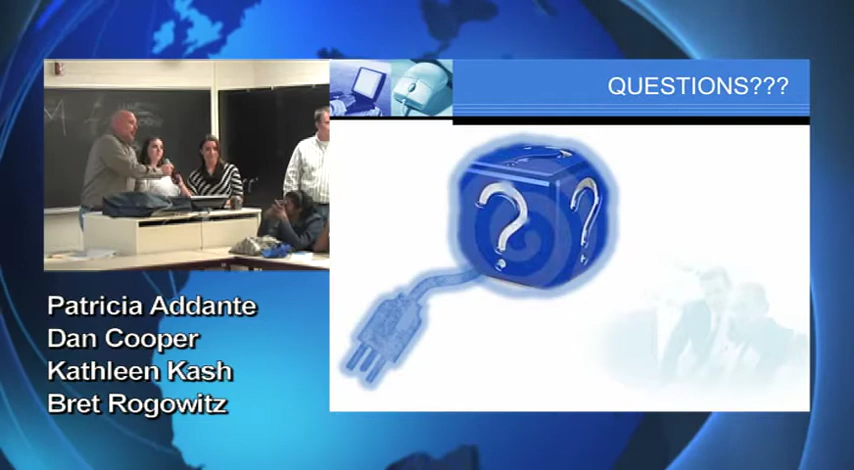 QUESTIONS???
? ?
Patricia Addante
Dan Cooper
Kathleen Kash
Bret Rogowitz